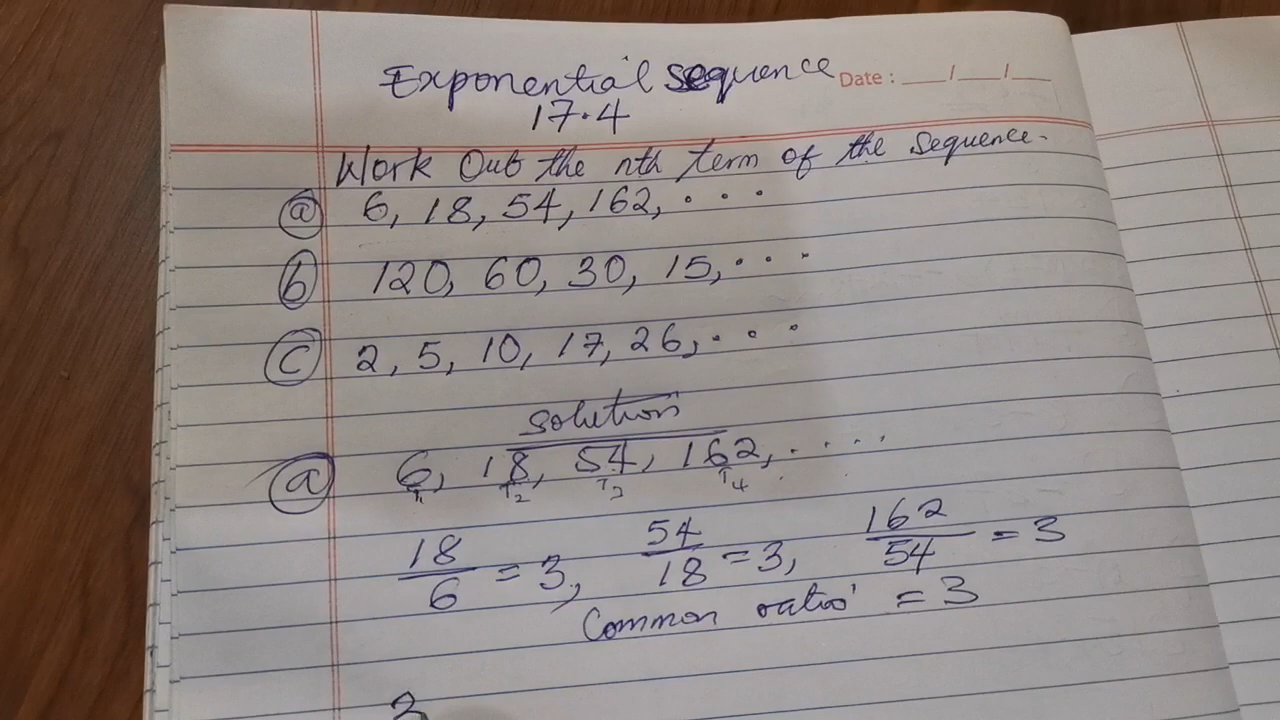 Exponential sequence Date : ___/___/___
17.4
Work Out the nth term of the Sequence.
ⓐ 6, 18, 54, 162, . . .
ⓑ 120, 60, 30, 15, . . .
ⓒ 2, 5, 10, 17, 26, . . .
Solution
ⓐ 6, 18, 54, 162, . . . .
T₁ T₂ T₃ T₄
18/6 = 3, 54/18 = 3, 162/54 = 3
Common ratio = 3